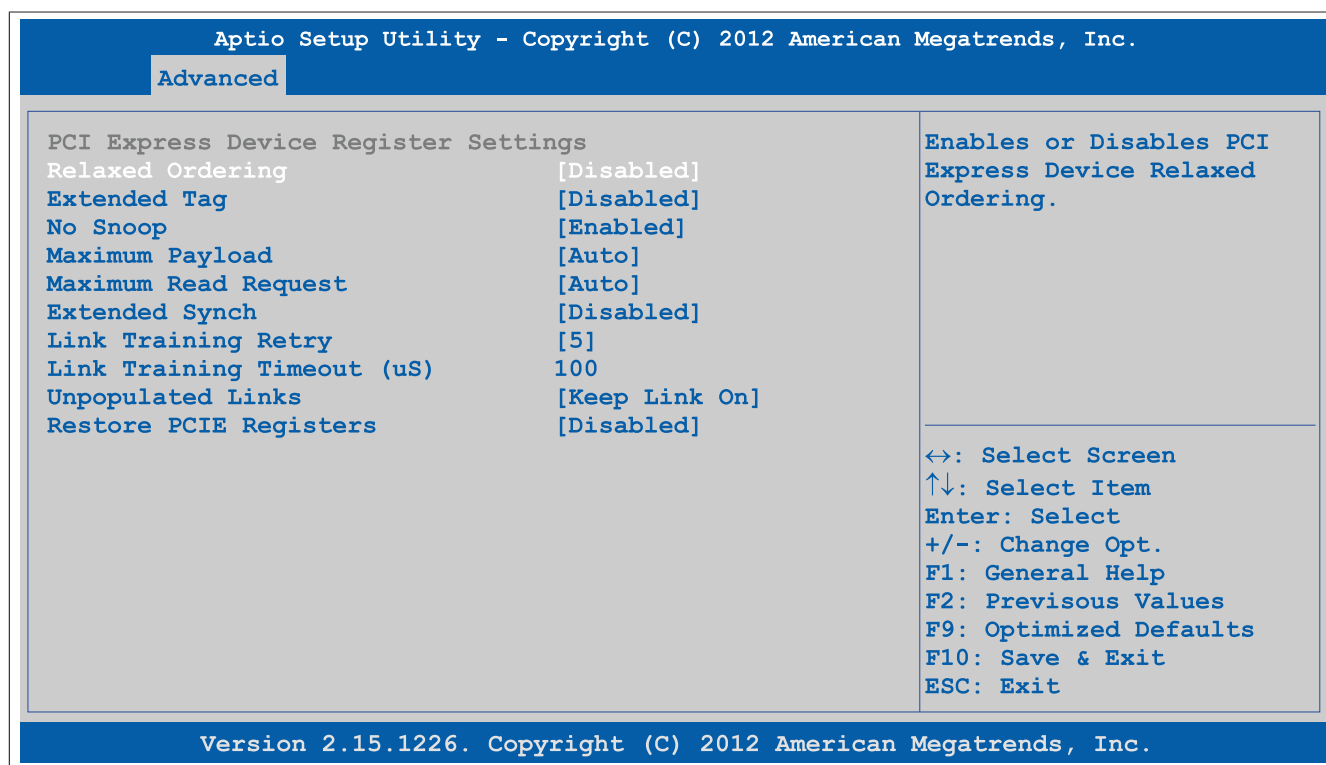 Aptio Setup Utility - Copyright (C) 2012 American Megatrends, Inc.
Advanced
PCI Express Device Register Settings
Relaxed Ordering [Disabled]
Extended Tag [Disabled]
No Snoop [Enabled]
Maximum Payload [Auto]
Maximum Read Request [Auto]
Extended Synch [Disabled]
Link Training Retry [5]
Link Training Timeout (uS) 100
Unpopulated Links [Keep Link On]
Restore PCIE Registers [Disabled]
Enables or Disables PCI
Express Device Relaxed
Ordering.
↔: Select Screen
↑↓: Select Item
Enter: Select
+/-: Change Opt.
F1: General Help
F2: Previsous Values
F9: Optimized Defaults
F10: Save & Exit
ESC: Exit
Version 2.15.1226. Copyright (C) 2012 American Megatrends, Inc.